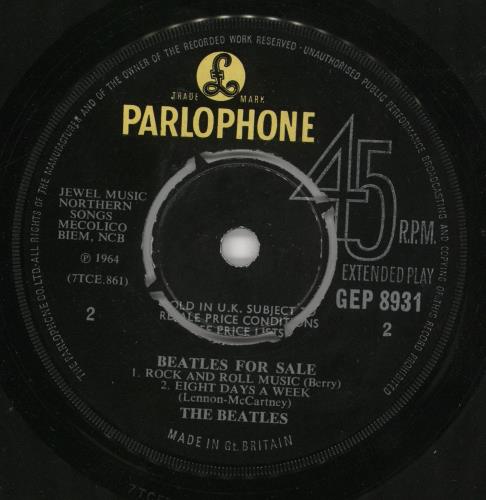 THE PARLOPHONE CO.LTD.-ALL RIGHTS OF THE MANUFACTURER AND OF THE OWNER OF THE RECORDED WORK RESERVED-UNAUTHORISED PUBLIC PERFORMANCE BROADCASTING AND COPYING OF THIS RECORD PROHIBITED
£
TRADE MARK
PARLOPHONE
45
R.P.M.
EXTENDED PLAY
GEP 8931
2
JEWEL MUSIC
NORTHERN
SONGS
MECOLICO
BIEM, NCB
℗ 1964
(7TCE.861)
2
SOLD IN U.K. SUBJECT TO
RESALE PRICE CONDITIONS
SEE PRICE LISTS
BEATLES FOR SALE
1. ROCK AND ROLL MUSIC (Berry)
2. EIGHT DAYS A WEEK
(Lennon-McCartney)
THE BEATLES
MADE IN Gt. BRITAIN